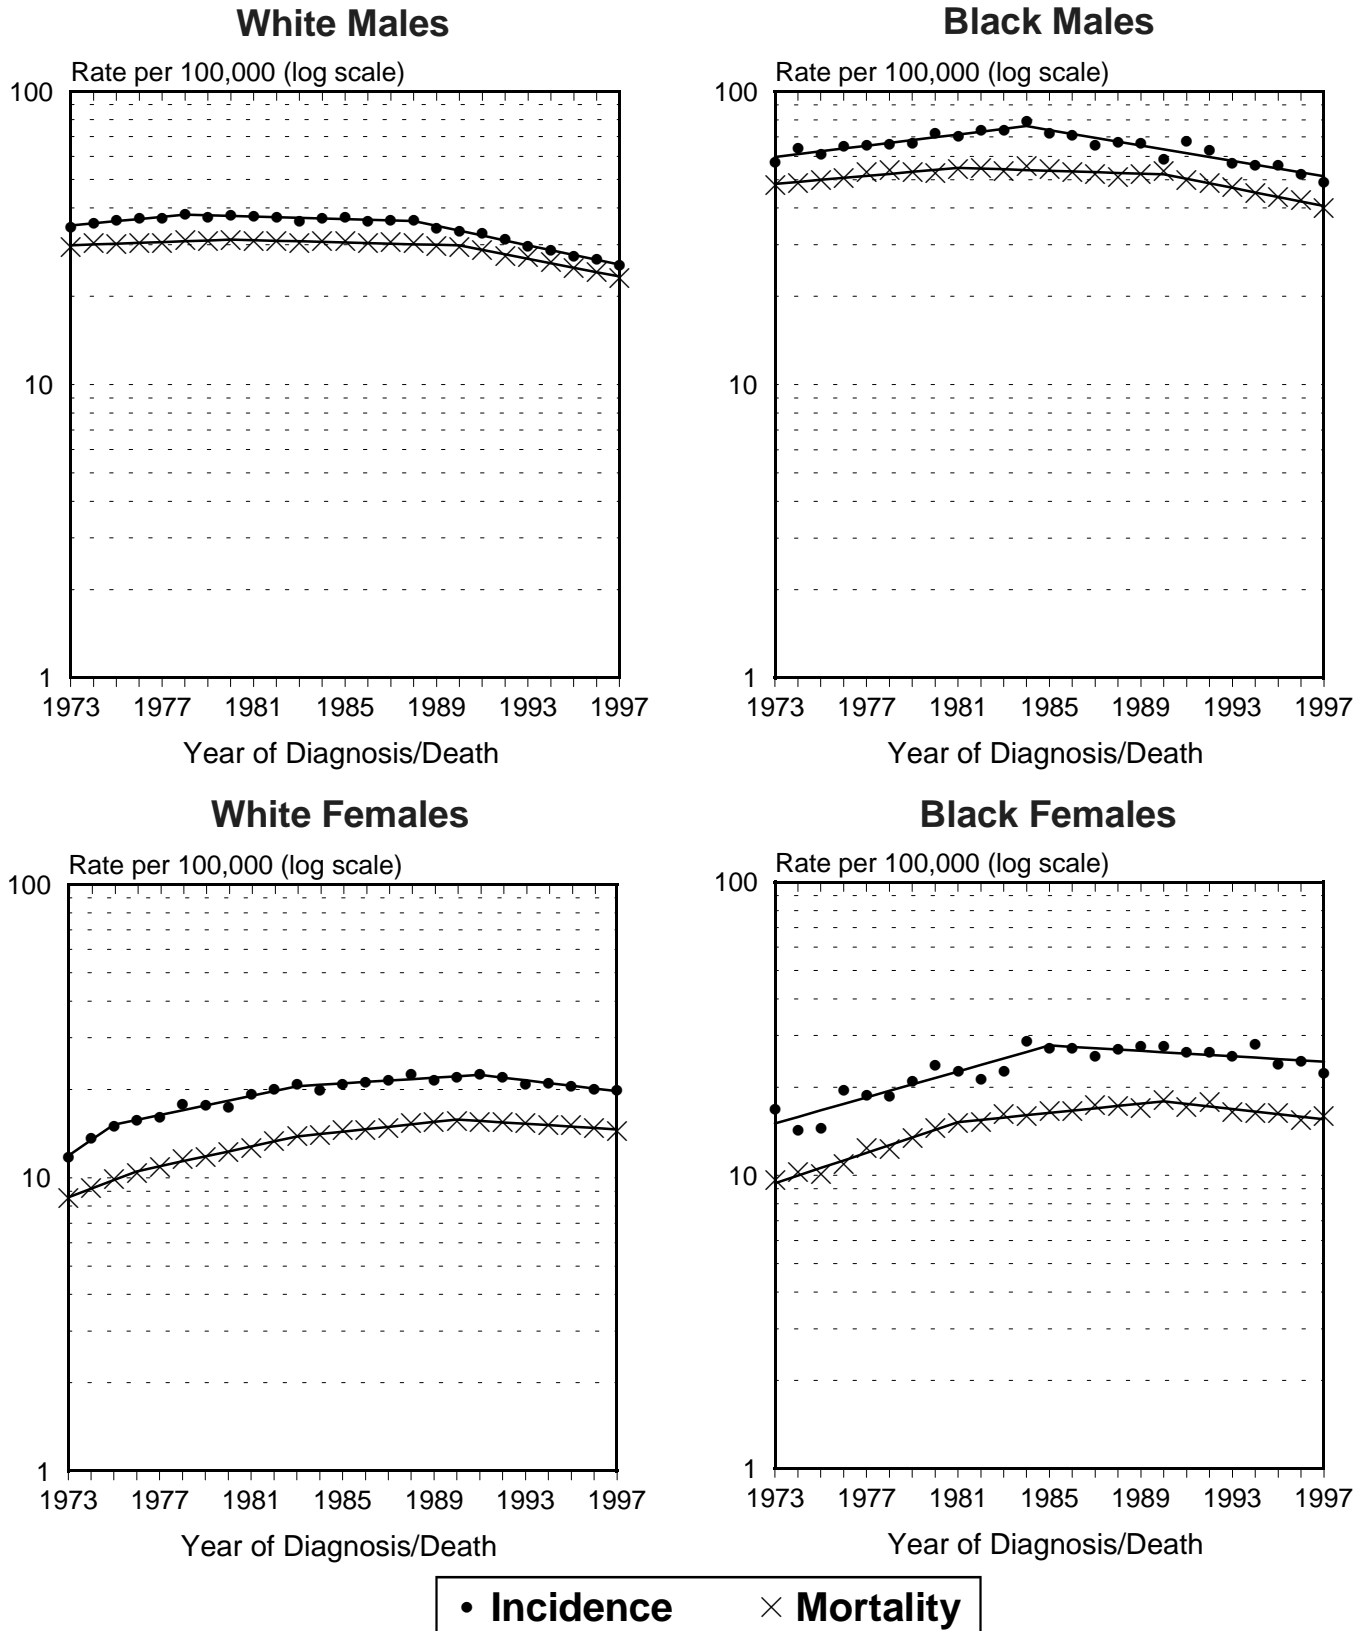 White Males
Rate per 100,000 (log scale)
100
10
1
1973 1977 1981 1985 1989 1993 1997
Year of Diagnosis/Death
Black Males
Rate per 100,000 (log scale)
100
10
1
1973 1977 1981 1985 1989 1993 1997
Year of Diagnosis/Death
White Females
Rate per 100,000 (log scale)
100
10
1
1973 1977 1981 1985 1989 1993 1997
Year of Diagnosis/Death
Black Females
Rate per 100,000 (log scale)
100
10
1
1973 1977 1981 1985 1989 1993 1997
Year of Diagnosis/Death
Incidence Mortality